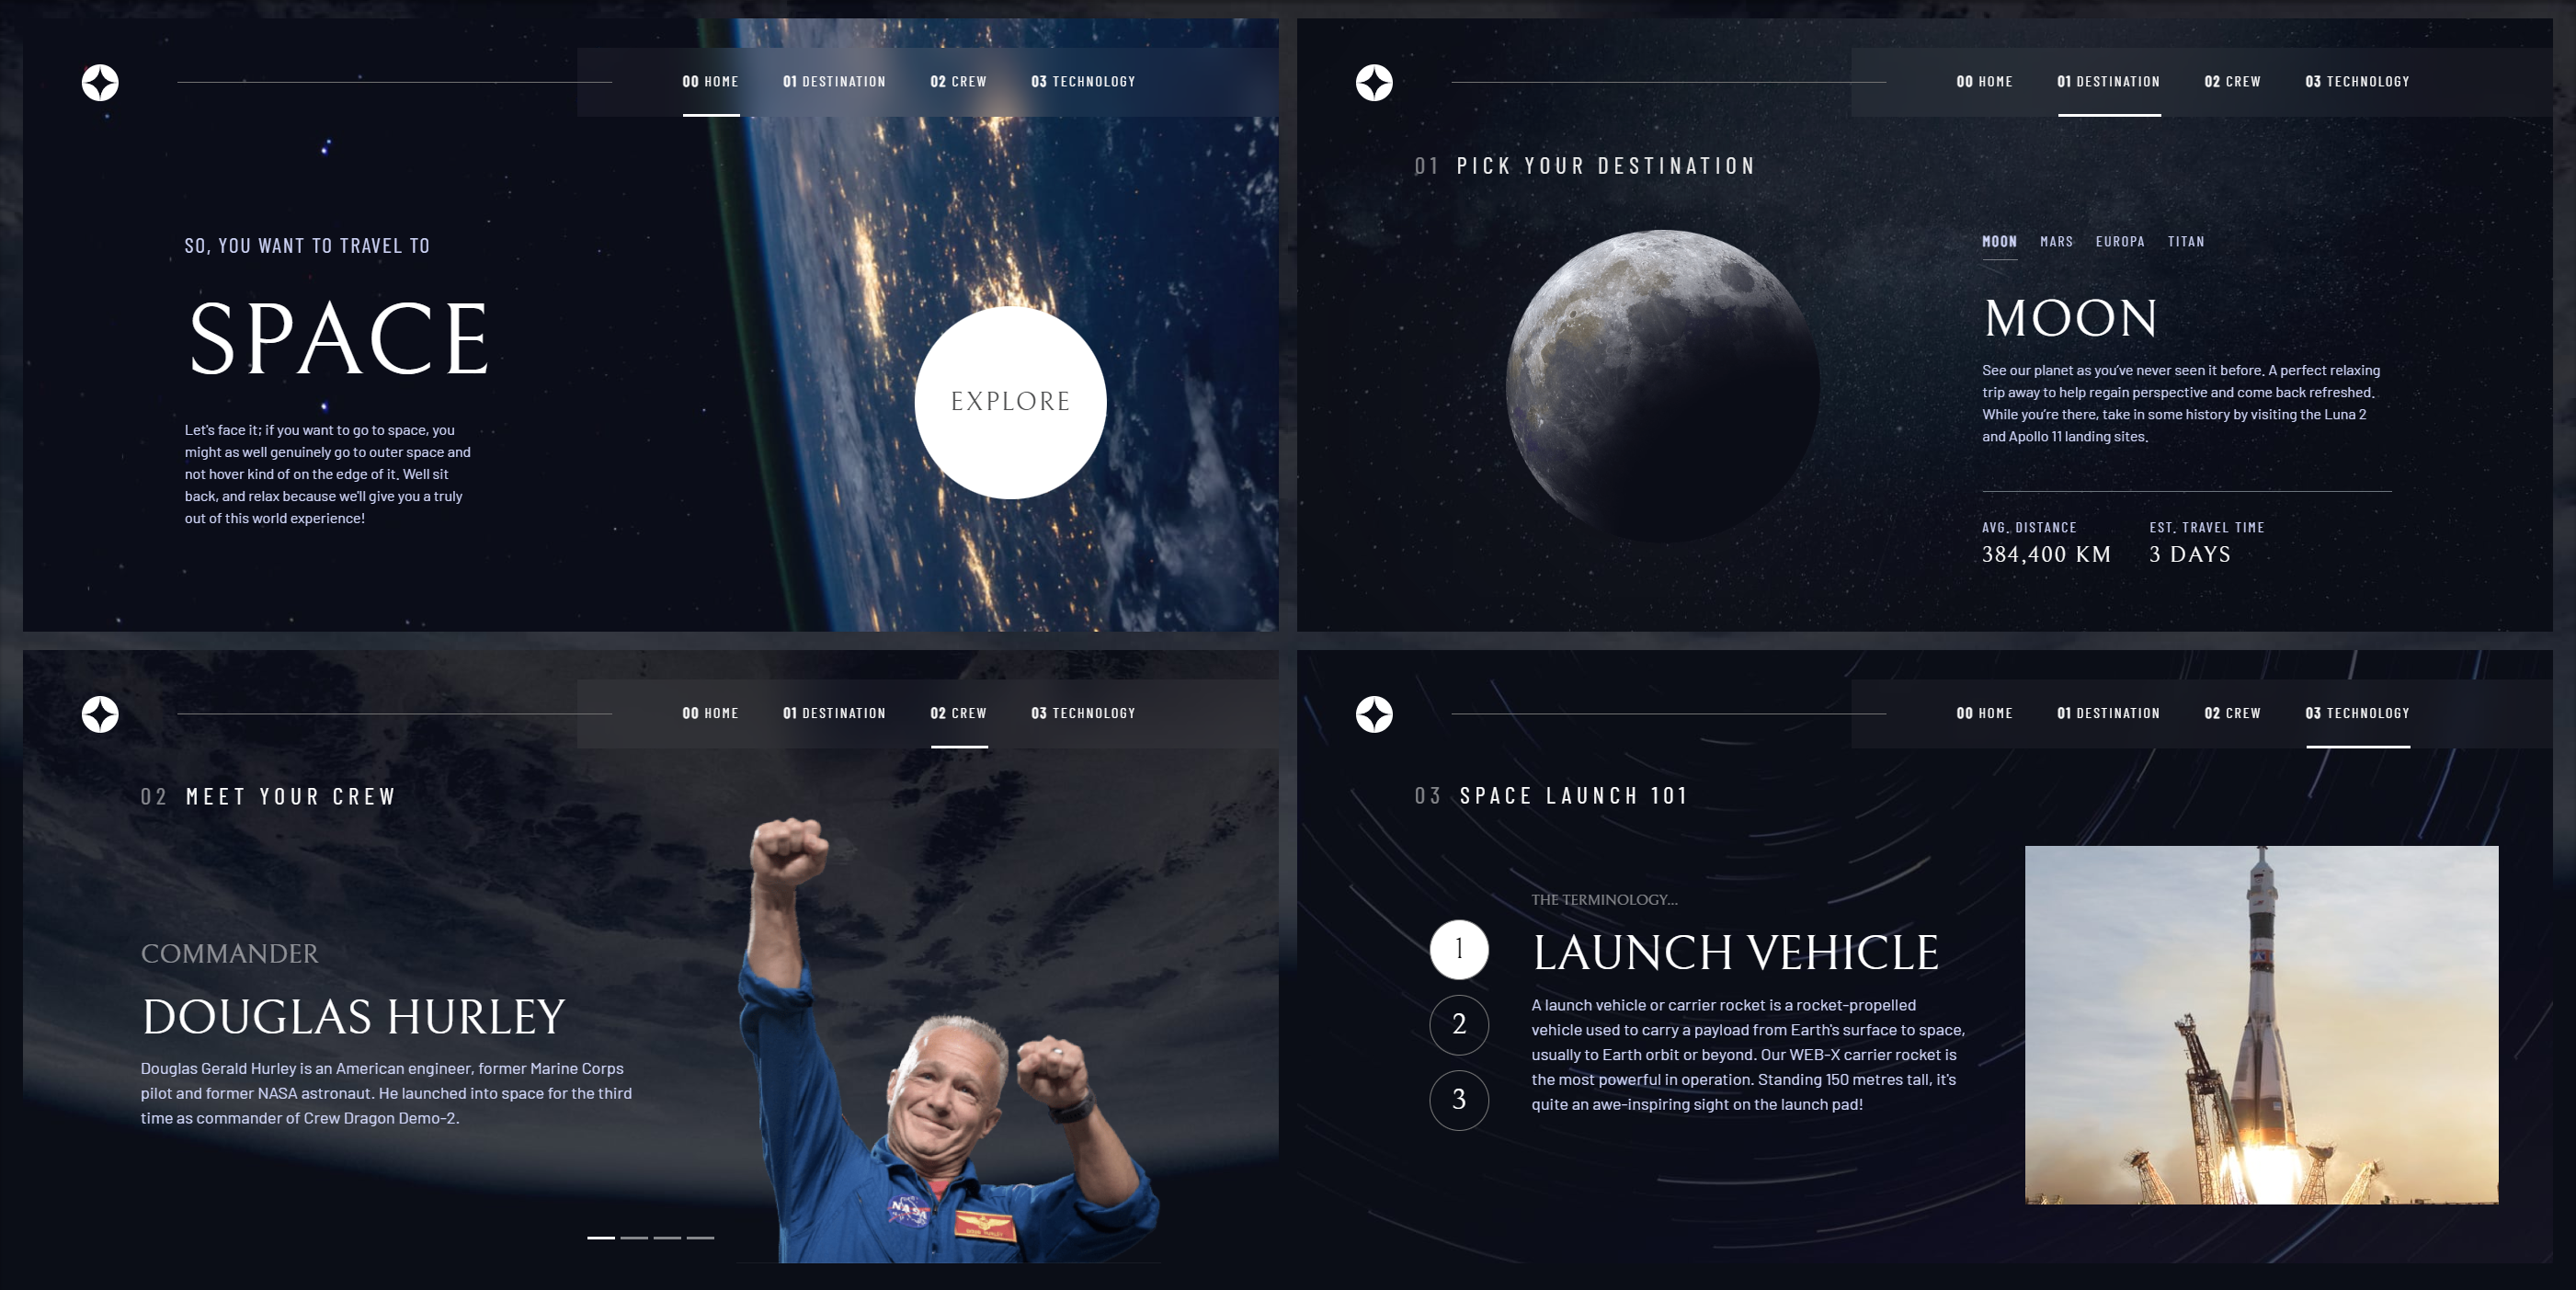 00 HOME 01 DESTINATION 02 CREW 03 TECHNOLOGY
SO, YOU WANT TO TRAVEL TO
SPACE
Let's face it; if you want to go to space, you
might as well genuinely go to outer space and
not hover kind of on the edge of it. Well sit
back, and relax because we'll give you a truly
out of this world experience!
EXPLORE
00 HOME 01 DESTINATION 02 CREW 03 TECHNOLOGY
01 PICK YOUR DESTINATION
MOON MARS EUROPA TITAN
MOON
See our planet as you've never seen it before. A perfect relaxing
trip away to help regain perspective and come back refreshed.
While you're there, take in some history by visiting the Luna 2
and Apollo 11 landing sites.
AVG. DISTANCE EST. TRAVEL TIME
384,400 KM 3 DAYS
00 HOME 01 DESTINATION 02 CREW 03 TECHNOLOGY
02 MEET YOUR CREW
COMMANDER
DOUGLAS HURLEY
Douglas Gerald Hurley is an American engineer, former Marine Corps
pilot and former NASA astronaut. He launched into space for the third
time as commander of Crew Dragon Demo-2.
NASA
00 HOME 01 DESTINATION 02 CREW 03 TECHNOLOGY
03 SPACE LAUNCH 101
THE TERMINOLOGY...
1
2
3
LAUNCH VEHICLE
A launch vehicle or carrier rocket is a rocket-propelled
vehicle used to carry a payload from Earth's surface to space,
usually to Earth orbit or beyond. Our WEB-X carrier rocket is
the most powerful in operation. Standing 150 metres tall, it's
quite an awe-inspiring sight on the launch pad!